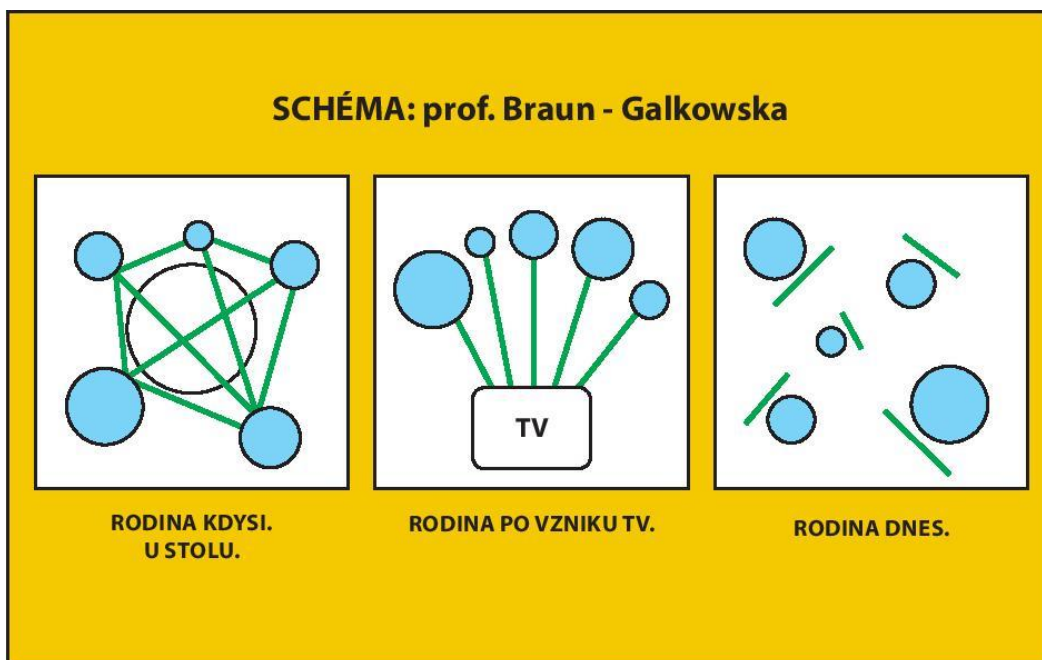 SCHÉMA: prof. Braun - Galkowska
TV
RODINA KDYSI.
U STOLU.
RODINA PO VZNIKU TV.
RODINA DNES.